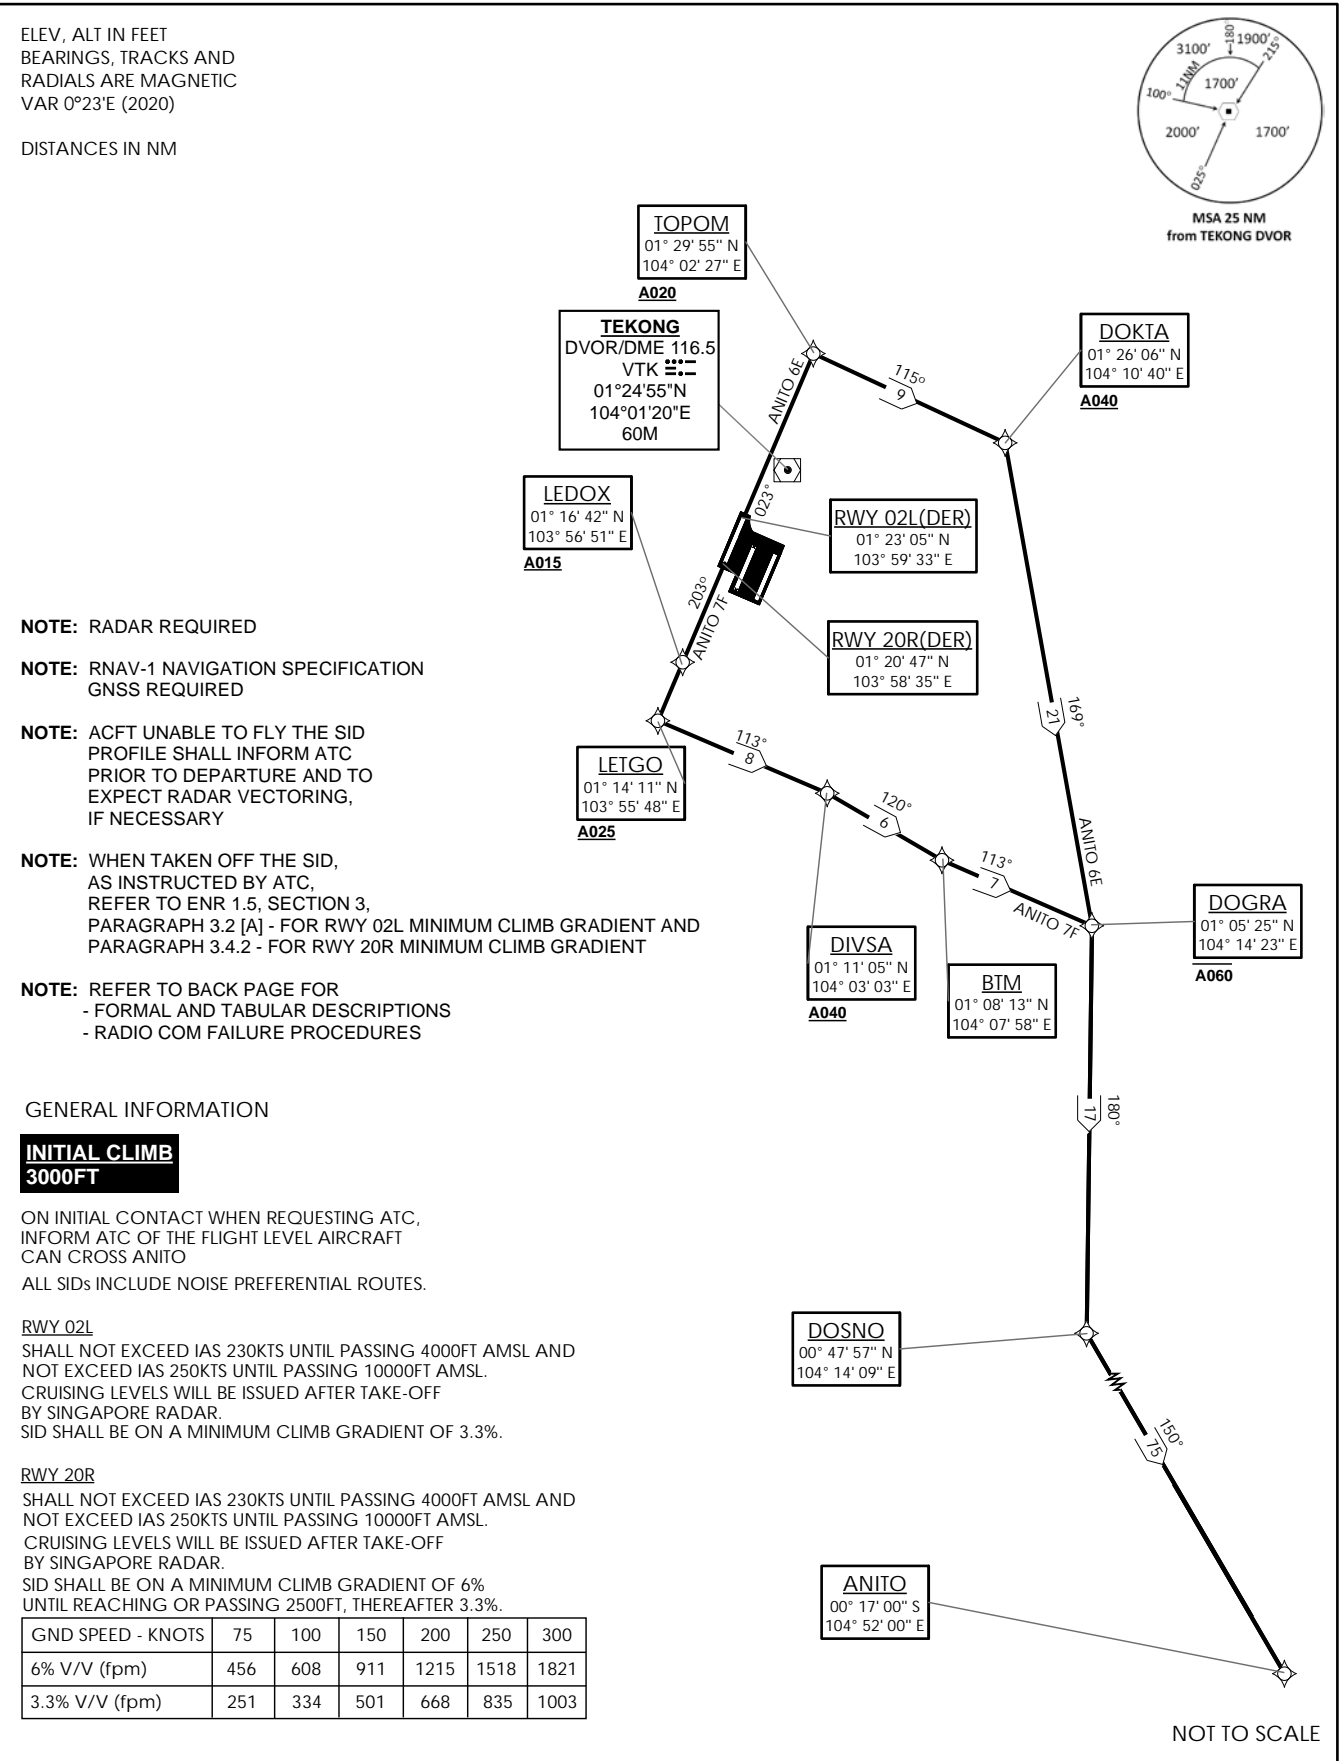 ELEV, ALT IN FEET
BEARINGS, TRACKS AND
RADIALS ARE MAGNETIC
VAR 0°23'E (2020)
DISTANCES IN NM
3100'
180°
1900'
215°
11NM
1700'
100°
2000'
1700'
025°
MSA 25 NM
from TEKONG DVOR
TOPOM
01° 29' 55" N
104° 02' 27" E
A020
TEKONG
DVOR/DME 116.5
VTK
01°24'55"N
104°01'20"E
60M
DOKTA
01° 26' 06" N
104° 10' 40" E
A040
ANITO 6E
115°
9
023°
LEDOX
01° 16' 42" N
103° 56' 51" E
A015
RWY 02L(DER)
01° 23' 05" N
103° 59' 33" E
203°
ANITO 7F
RWY 20R(DER)
01° 20' 47" N
103° 58' 35" E
NOTE: RADAR REQUIRED
NOTE: RNAV-1 NAVIGATION SPECIFICATION
GNSS REQUIRED
NOTE: ACFT UNABLE TO FLY THE SID
PROFILE SHALL INFORM ATC
PRIOR TO DEPARTURE AND TO
EXPECT RADAR VECTORING,
IF NECESSARY
NOTE: WHEN TAKEN OFF THE SID,
AS INSTRUCTED BY ATC,
REFER TO ENR 1.5, SECTION 3,
PARAGRAPH 3.2 [A] - FOR RWY 02L MINIMUM CLIMB GRADIENT AND
PARAGRAPH 3.4.2 - FOR RWY 20R MINIMUM CLIMB GRADIENT
NOTE: REFER TO BACK PAGE FOR
- FORMAL AND TABULAR DESCRIPTIONS
- RADIO COM FAILURE PROCEDURES
LETGO
01° 14' 11" N
103° 55' 48" E
A025
113°
8
120°
6
113°
7
ANITO 7F
169°
21
ANITO 6E
DIVSA
01° 11' 05" N
104° 03' 03" E
A040
BTM
01° 08' 13" N
104° 07' 58" E
DOGRA
01° 05' 25" N
104° 14' 23" E
A060
180°
17
GENERAL INFORMATION
INITIAL CLIMB
3000FT
ON INITIAL CONTACT WHEN REQUESTING ATC,
INFORM ATC OF THE FLIGHT LEVEL AIRCRAFT
CAN CROSS ANITO
ALL SIDs INCLUDE NOISE PREFERENTIAL ROUTES.
RWY 02L
SHALL NOT EXCEED IAS 230KTS UNTIL PASSING 4000FT AMSL AND
NOT EXCEED IAS 250KTS UNTIL PASSING 10000FT AMSL.
CRUISING LEVELS WILL BE ISSUED AFTER TAKE-OFF
BY SINGAPORE RADAR.
SID SHALL BE ON A MINIMUM CLIMB GRADIENT OF 3.3%.
RWY 20R
SHALL NOT EXCEED IAS 230KTS UNTIL PASSING 4000FT AMSL AND
NOT EXCEED IAS 250KTS UNTIL PASSING 10000FT AMSL.
CRUISING LEVELS WILL BE ISSUED AFTER TAKE-OFF
BY SINGAPORE RADAR.
SID SHALL BE ON A MINIMUM CLIMB GRADIENT OF 6%
UNTIL REACHING OR PASSING 2500FT, THEREAFTER 3.3%.
GND SPEED - KNOTS 75 100 150 200 250 300
6% V/V (fpm) 456 608 911 1215 1518 1821
3.3% V/V (fpm) 251 334 501 668 835 1003
DOSNO
00° 47' 57" N
104° 14' 09" E
150°
75
ANITO
00° 17' 00" S
104° 52' 00" E
NOT TO SCALE